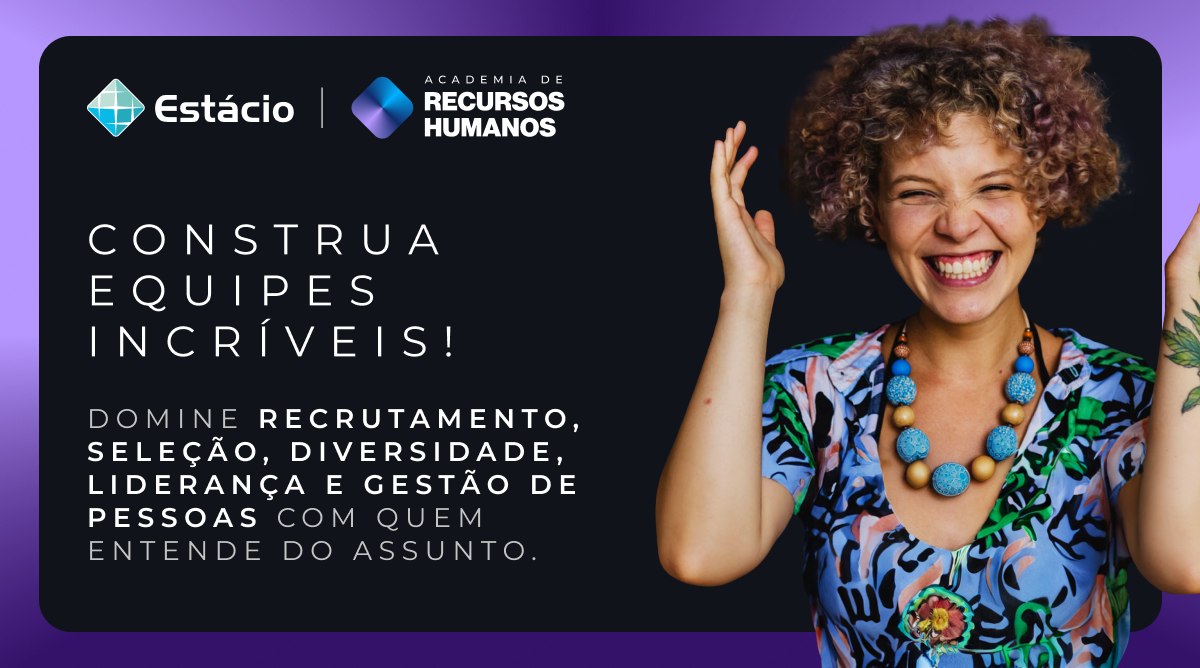 Estácio
ACADEMIA DE
RECURSOS
HUMANOS
CONSTRUA
EQUIPES
INCRÍVEIS!
DOMINE RECRUTAMENTO,
SELEÇÃO, DIVERSIDADE,
LIDERANÇA E GESTÃO DE
PESSOAS COM QUEM
ENTENDE DO ASSUNTO.